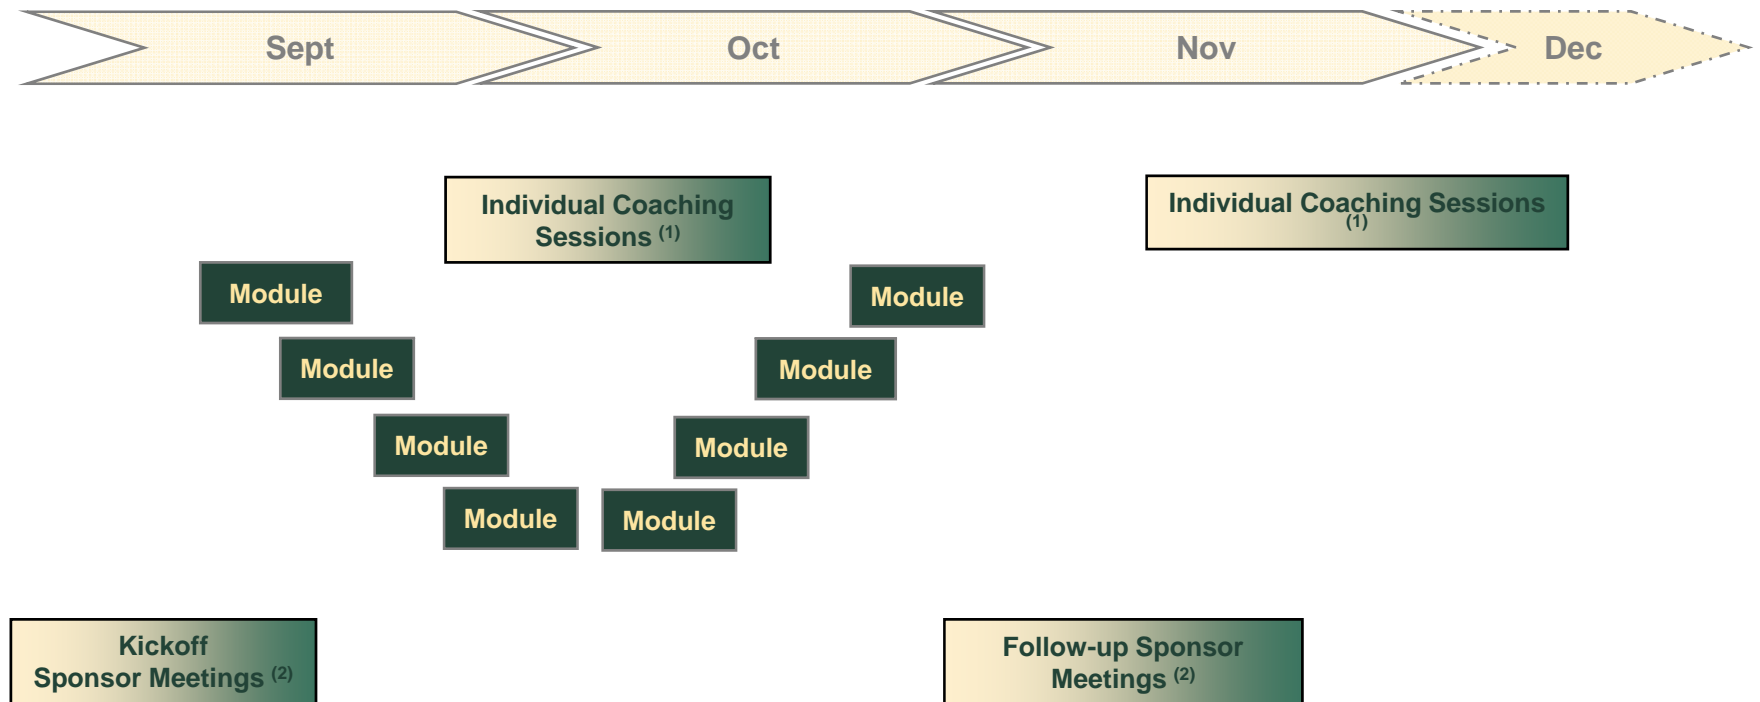 Sept
Oct
Nov
Dec
Individual Coaching
Sessions (1)
Individual Coaching Sessions
(1)
Module
Module
Module
Module
Module
Module
Module
Module
Kickoff
Sponsor Meetings (2)
Follow-up Sponsor
Meetings (2)